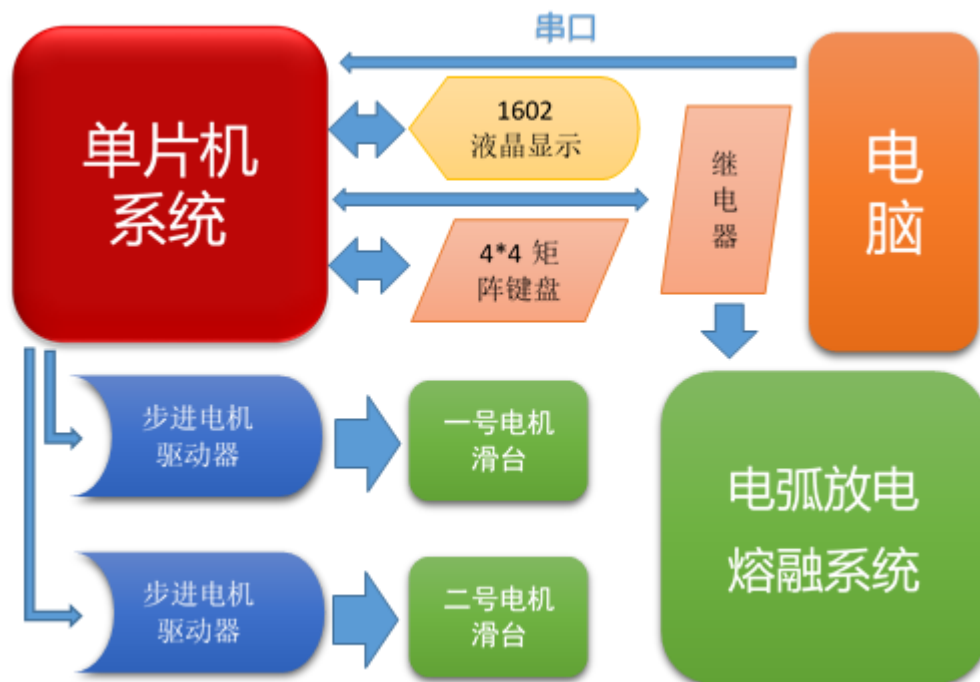 串口
单片机
系统
1602
液晶显示
继
电
器
电
脑
4*4 矩
阵键盘
步进电机
驱动器
一号电机
滑台
电弧放电
熔融系统
步进电机
驱动器
二号电机
滑台